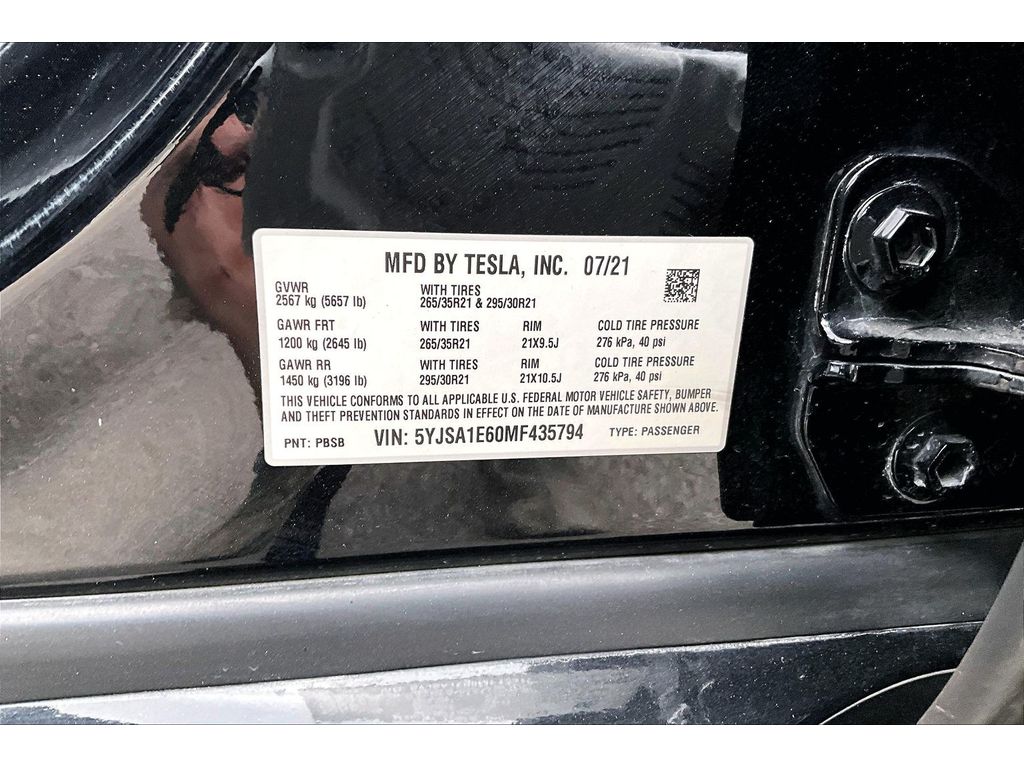 MFD BY TESLA, INC. 07/21
GVWR WITH TIRES
2567 kg (5657 lb) 265/35R21 & 295/30R21
GAWR FRT WITH TIRES RIM COLD TIRE PRESSURE
1200 kg (2645 lb) 265/35R21 21X9.5J 276 kPa, 40 psi
GAWR RR WITH TIRES RIM COLD TIRE PRESSURE
1450 kg (3196 lb) 295/30R21 21X10.5J 276 kPa, 40 psi
THIS VEHICLE CONFORMS TO ALL APPLICABLE U.S. FEDERAL MOTOR VEHICLE SAFETY, BUMPER
AND THEFT PREVENTION STANDARDS IN EFFECT ON THE DATE OF MANUFACTURE SHOWN ABOVE.
PNT: PBSB VIN: 5YJSA1E60MF435794 TYPE: PASSENGER